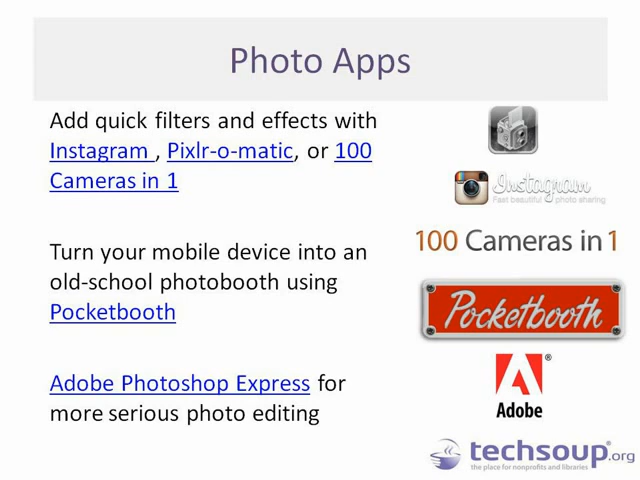 Photo Apps
Add quick filters and effects with
Instagram , Pixlr-o-matic, or 100
Cameras in 1
Turn your mobile device into an
old-school photobooth using
Pocketbooth
Adobe Photoshop Express for
more serious photo editing
Instagram
Fast beautiful photo sharing
100 Cameras in 1
Pocketbooth
Adobe®
techsoup.org
the place for nonprofits and libraries